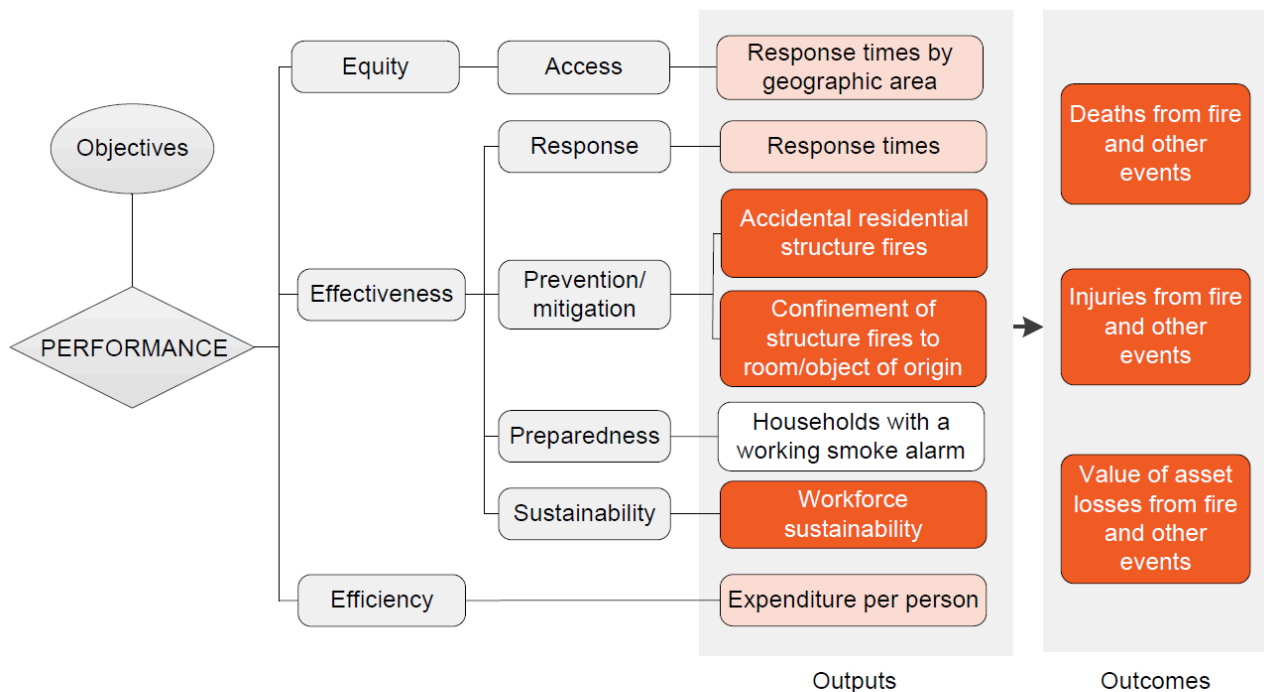 Objectives
PERFORMANCE
Equity
Access
Response times by
geographic area
Effectiveness
Response
Response times
Prevention/
mitigation
Accidental residential
structure fires
Confinement of
structure fires to
room/object of origin
Preparedness
Households with a
working smoke alarm
Sustainability
Workforce
sustainability
Efficiency
Expenditure per person
Outputs
Deaths from fire
and other
events
Injuries from fire
and other
events
Value of asset
losses from fire
and other
events
Outcomes